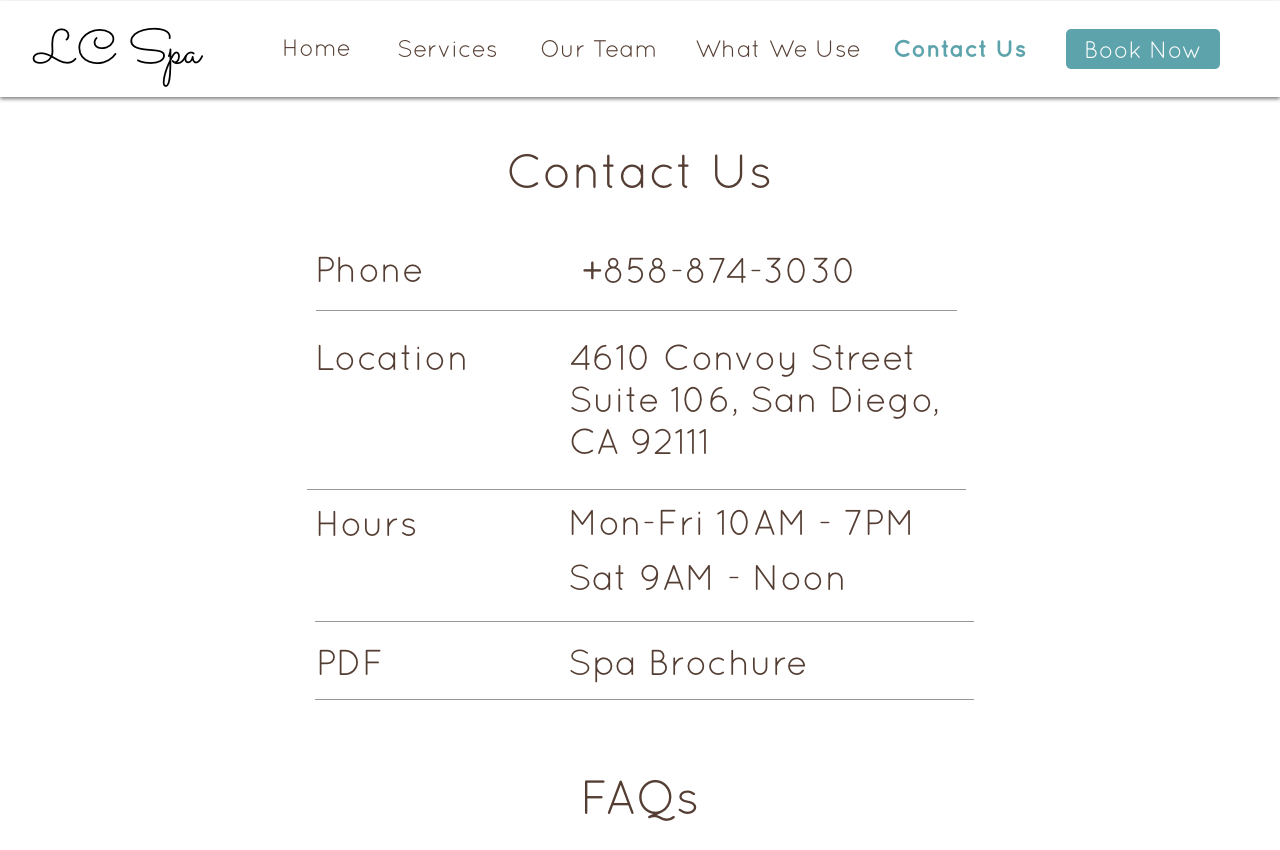 LC Spa
Home Services Our Team What We Use Contact Us Book Now
Contact Us
Phone +858-874-3030
Location 4610 Convoy Street
Suite 106, San Diego,
CA 92111
Hours Mon-Fri 10AM - 7PM
Sat 9AM - Noon
PDF Spa Brochure
FAQs